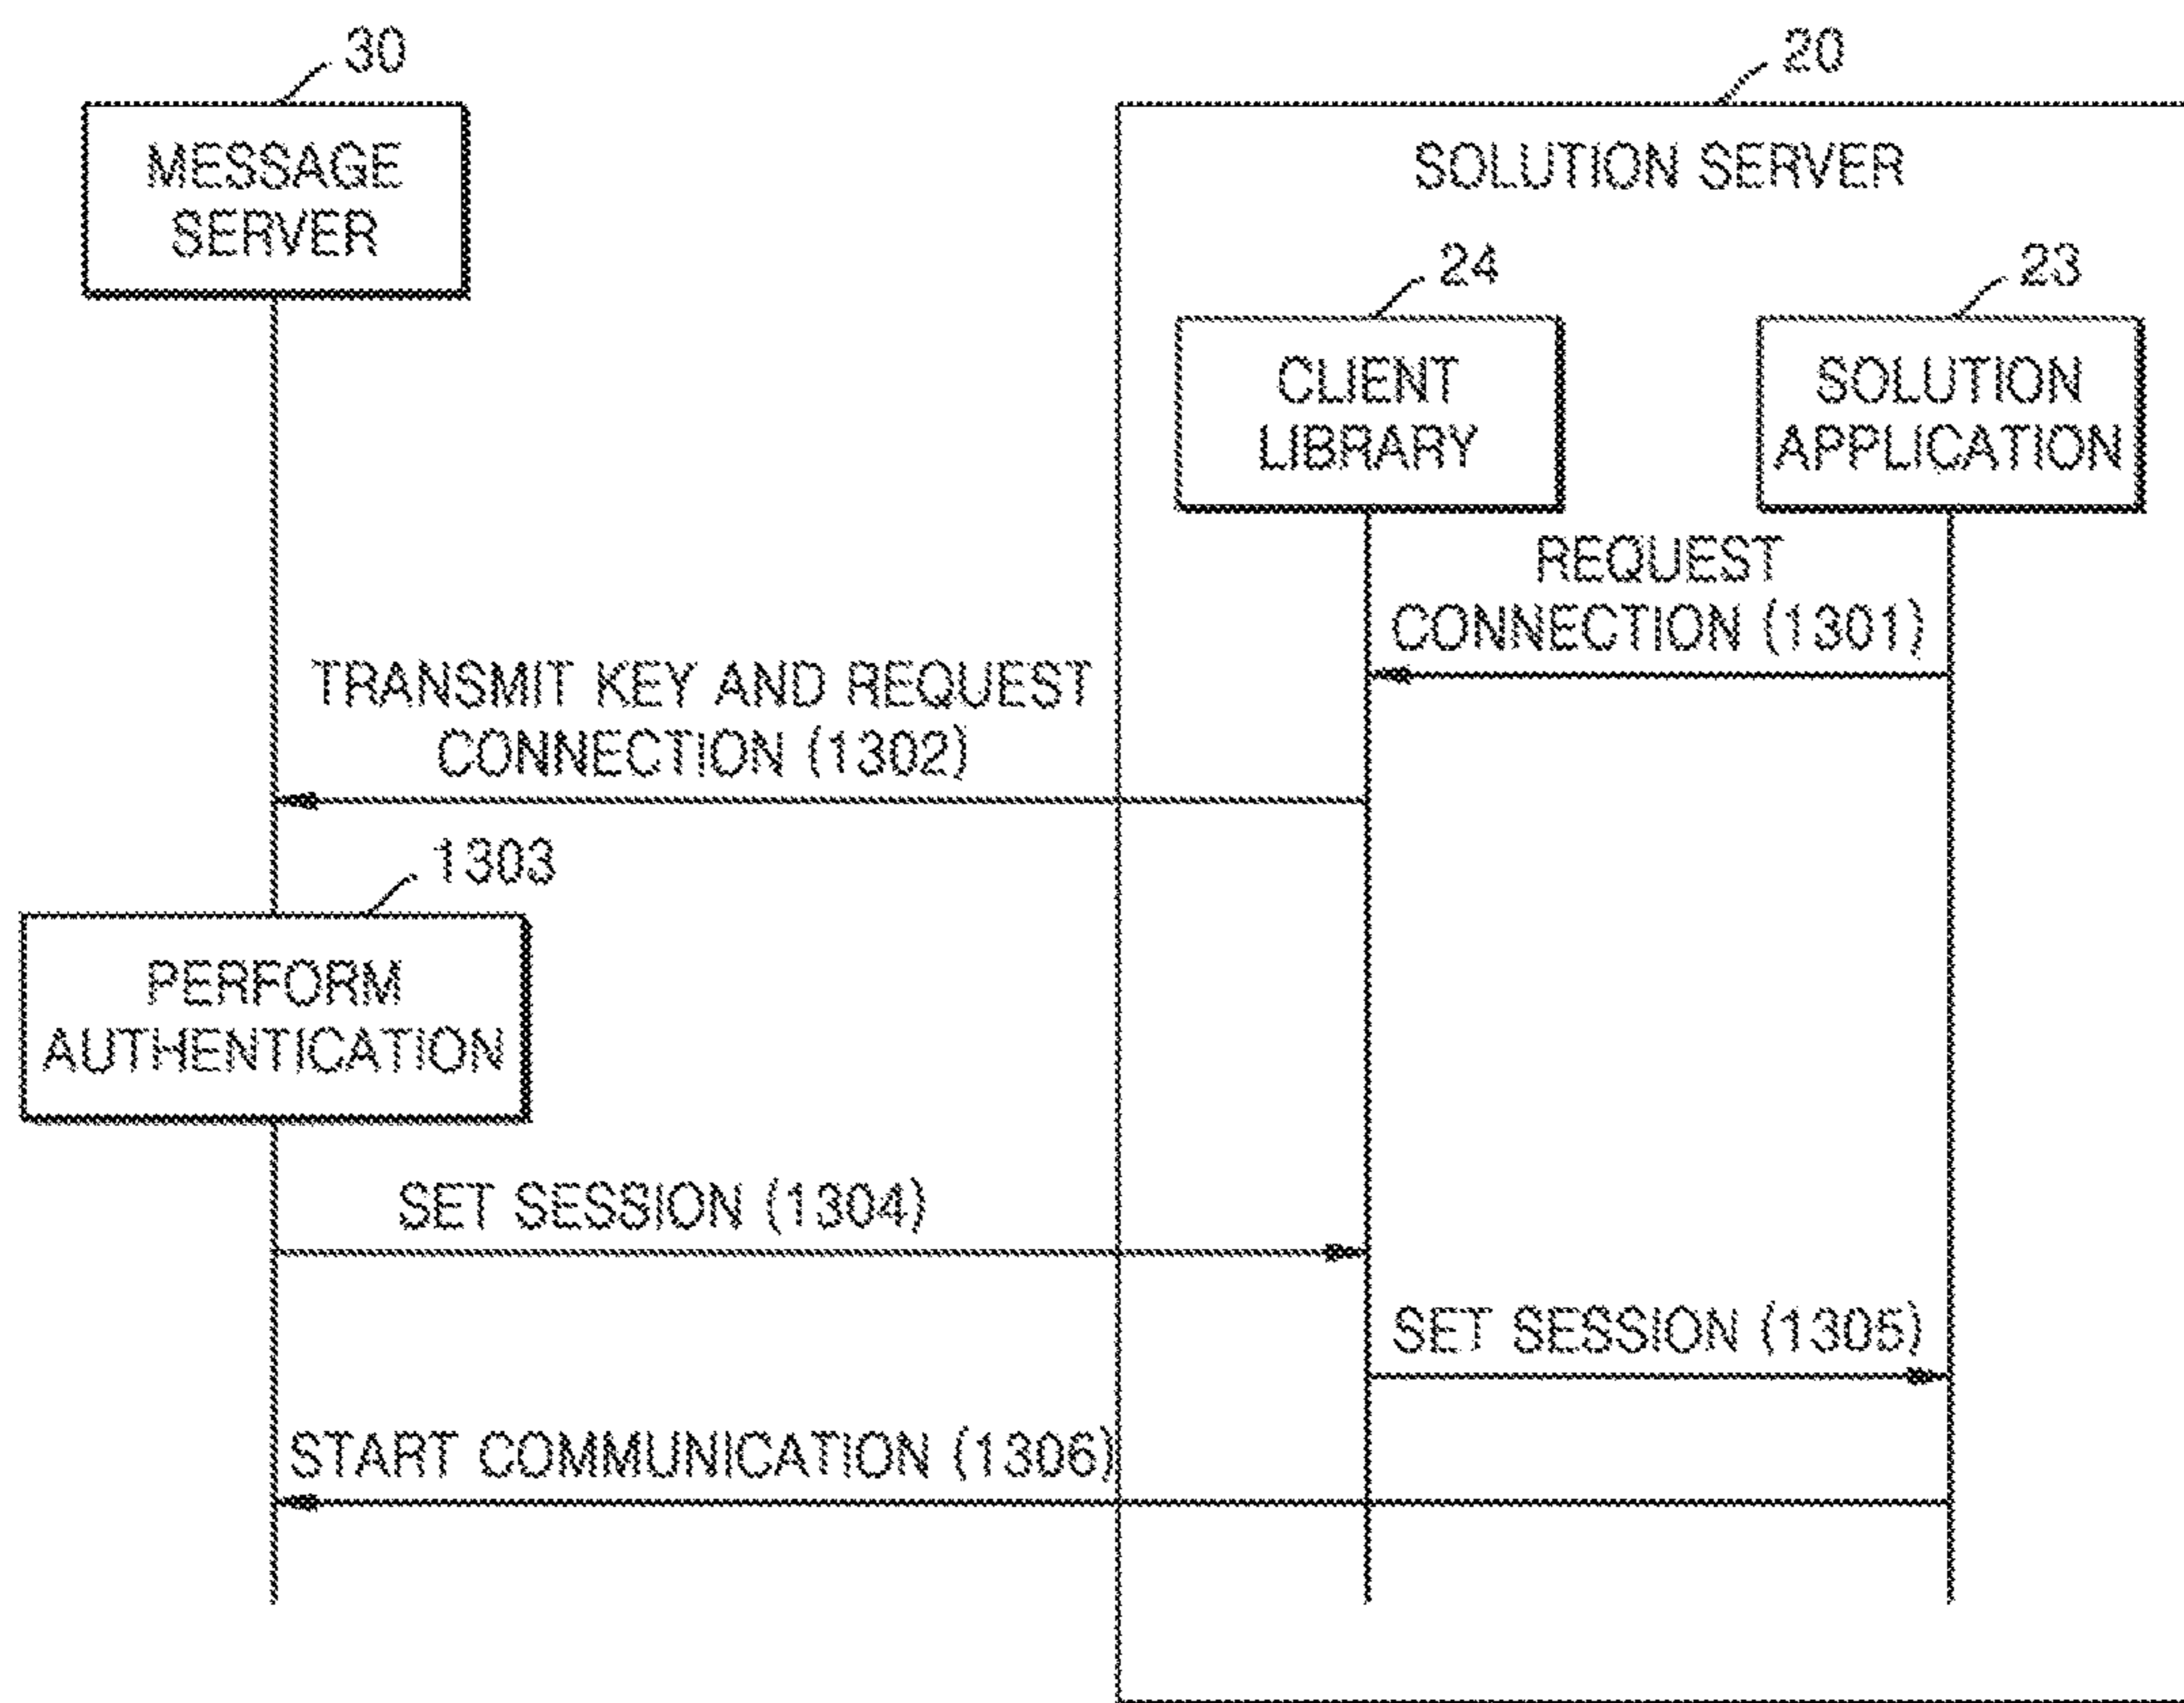 30
20
MESSAGE
SERVER
SOLUTION SERVER
24
23
CLIENT
LIBRARY
SOLUTION
APPLICATION
REQUEST
CONNECTION (1301)
TRANSMIT KEY AND REQUEST
CONNECTION (1302)
1303
PERFORM
AUTHENTICATION
SET SESSION (1304)
SET SESSION (1305)
START COMMUNICATION (1306)